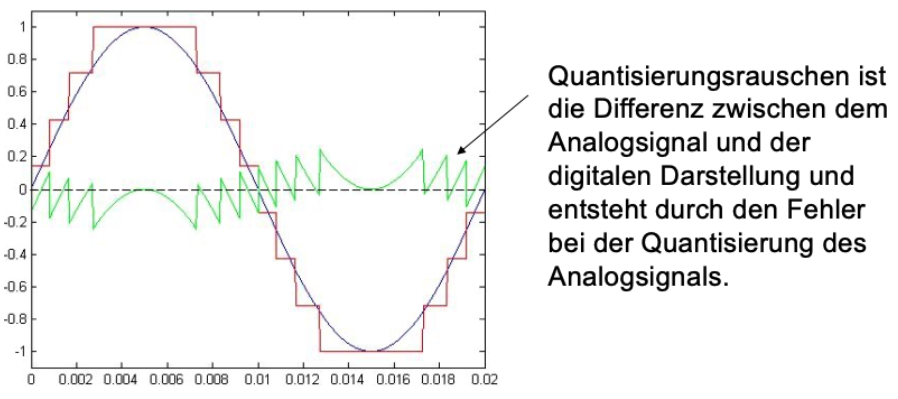 1
0.8
0.6
0.4
0.2
0
-0.2
-0.4
-0.6
-0.8
-1
0 0.002 0.004 0.006 0.008 0.01 0.012 0.014 0.016 0.018 0.02
Quantisierungsrauschen ist
die Differenz zwischen dem
Analogsignal und der
digitalen Darstellung und
entsteht durch den Fehler
bei der Quantisierung des
Analogsignals.